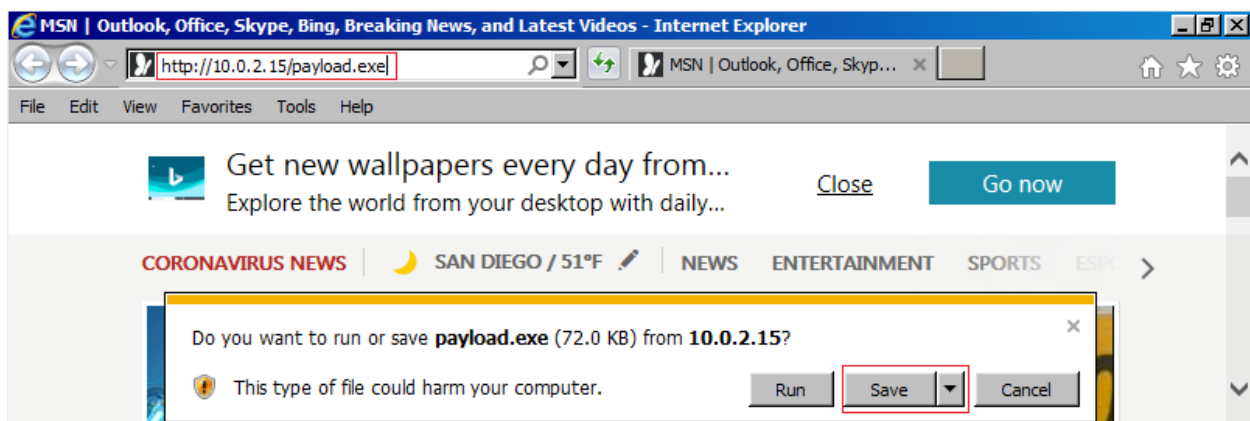 MSN | Outlook, Office, Skype, Bing, Breaking News, and Latest Videos - Internet Explorer
http://10.0.2.15/payload.exe MSN | Outlook, Office, Skyp...
File Edit View Favorites Tools Help
Get new wallpapers every day from...
Explore the world from your desktop with daily...
Close
Go now
CORONAVIRUS NEWS SAN DIEGO / 51°F NEWS ENTERTAINMENT SPORTS ESPC
Do you want to run or save payload.exe (72.0 KB) from 10.0.2.15?
This type of file could harm your computer.
Run Save Cancel